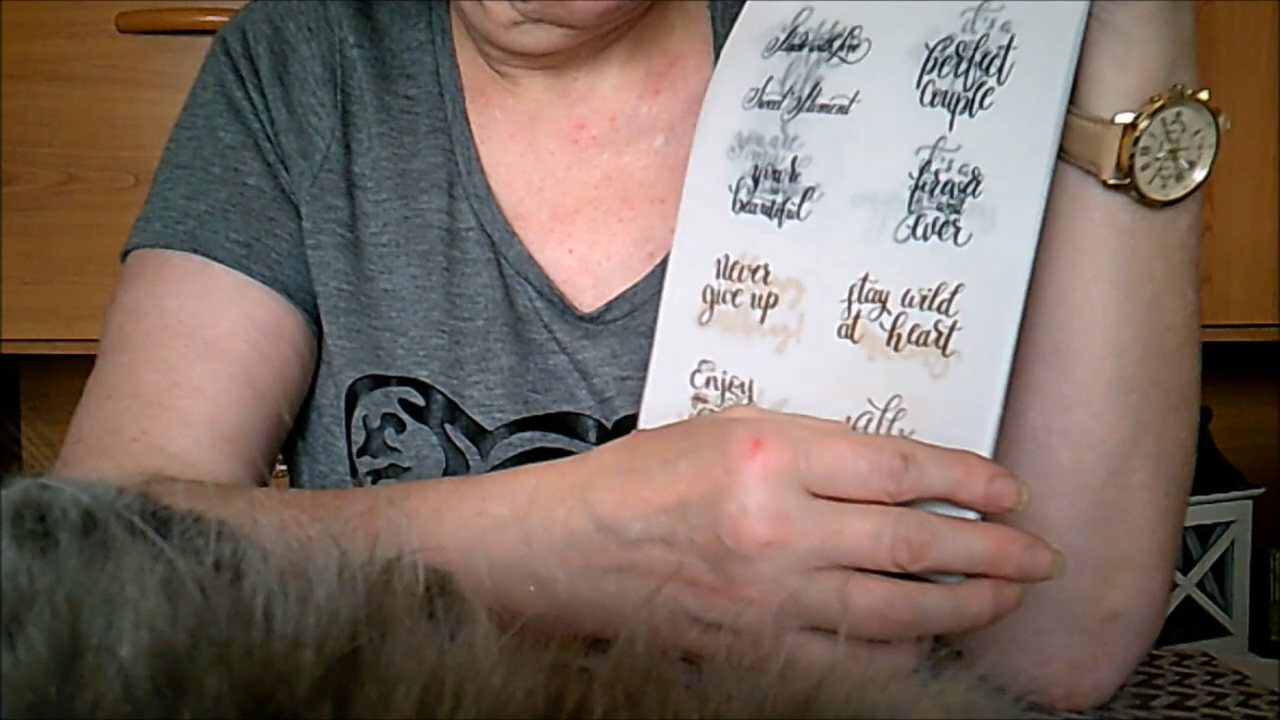 Made with Love
it's a
perfect
couple
Sweet Moment
you're
beautiful
it's a
forever
and
ever
never
give up
stay wild
at heart
Enjoy
all